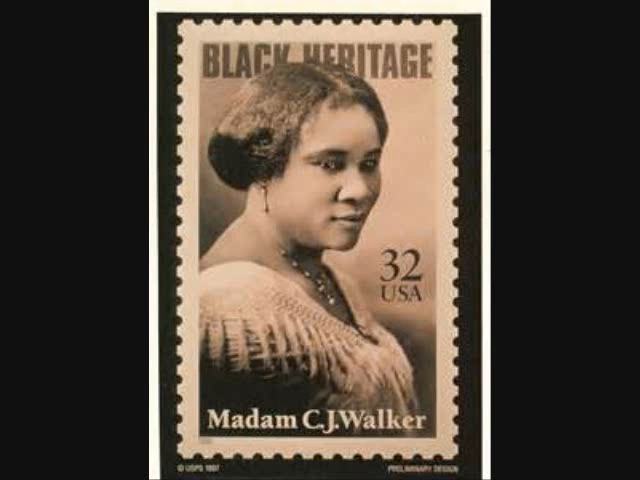 BLACK HERITAGE
32
USA
Madam C.J.Walker
© USPS 1997
PRELIMINARY DESIGN